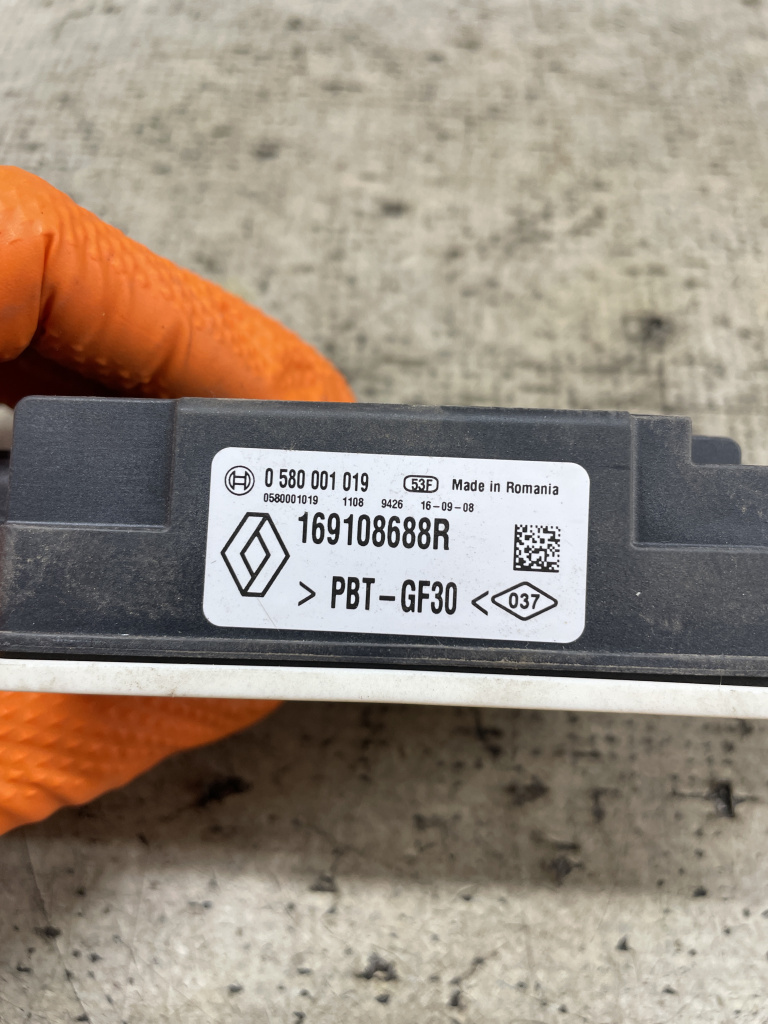 0 580 001 019 53F Made in Romania
0580001019 1108 9426 16-09-08
169108688R
> PBT-GF30 < 037